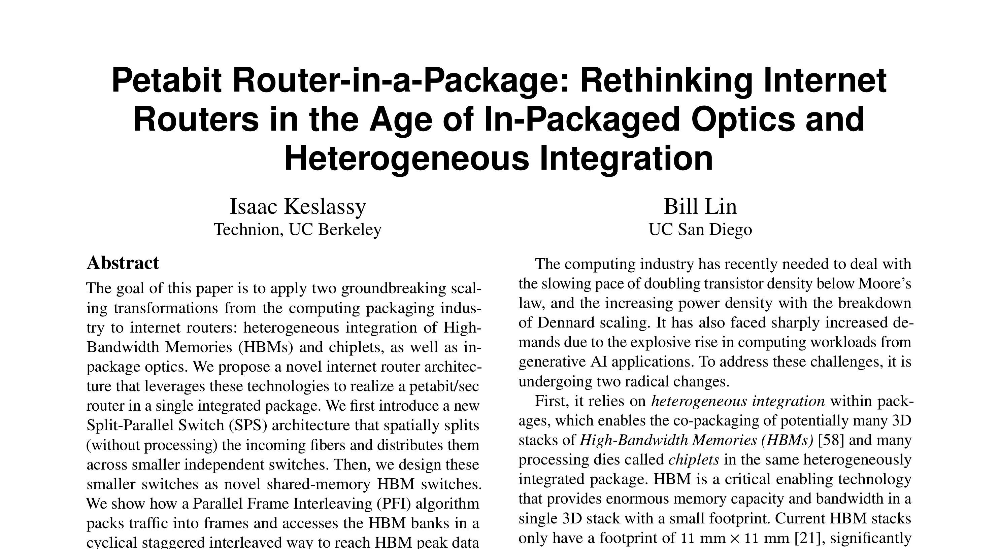 Petabit Router-in-a-Package: Rethinking Internet
Routers in the Age of In-Packaged Optics and
Heterogeneous Integration
Isaac Keslassy
Technion, UC Berkeley
Bill Lin
UC San Diego
Abstract
The goal of this paper is to apply two groundbreaking scal-
ing transformations from the computing packaging indus-
try to internet routers: heterogeneous integration of High-
Bandwidth Memories (HBMs) and chiplets, as well as in-
package optics. We propose a novel internet router architec-
ture that leverages these technologies to realize a petabit/sec
router in a single integrated package. We first introduce a new
Split-Parallel Switch (SPS) architecture that spatially splits
(without processing) the incoming fibers and distributes them
across smaller independent switches. Then, we design these
smaller switches as novel shared-memory HBM switches.
We show how a Parallel Frame Interleaving (PFI) algorithm
packs traffic into frames and accesses the HBM banks in a
cyclical staggered interleaved way to reach HBM peak data
The computing industry has recently needed to deal with
the slowing pace of doubling transistor density below Moore's
law, and the increasing power density with the breakdown
of Dennard scaling. It has also faced sharply increased de-
mands due to the explosive rise in computing workloads from
generative AI applications. To address these challenges, it is
undergoing two radical changes.
First, it relies on heterogeneous integration within pack-
ages, which enables the co-packaging of potentially many 3D
stacks of High-Bandwidth Memories (HBMs) [58] and many
processing dies called chiplets in the same heterogeneously
integrated package. HBM is a critical enabling technology
that provides enormous memory capacity and bandwidth in a
single 3D stack with a small footprint. Current HBM stacks
only have a footprint of 11 mm × 11 mm [21], significantly